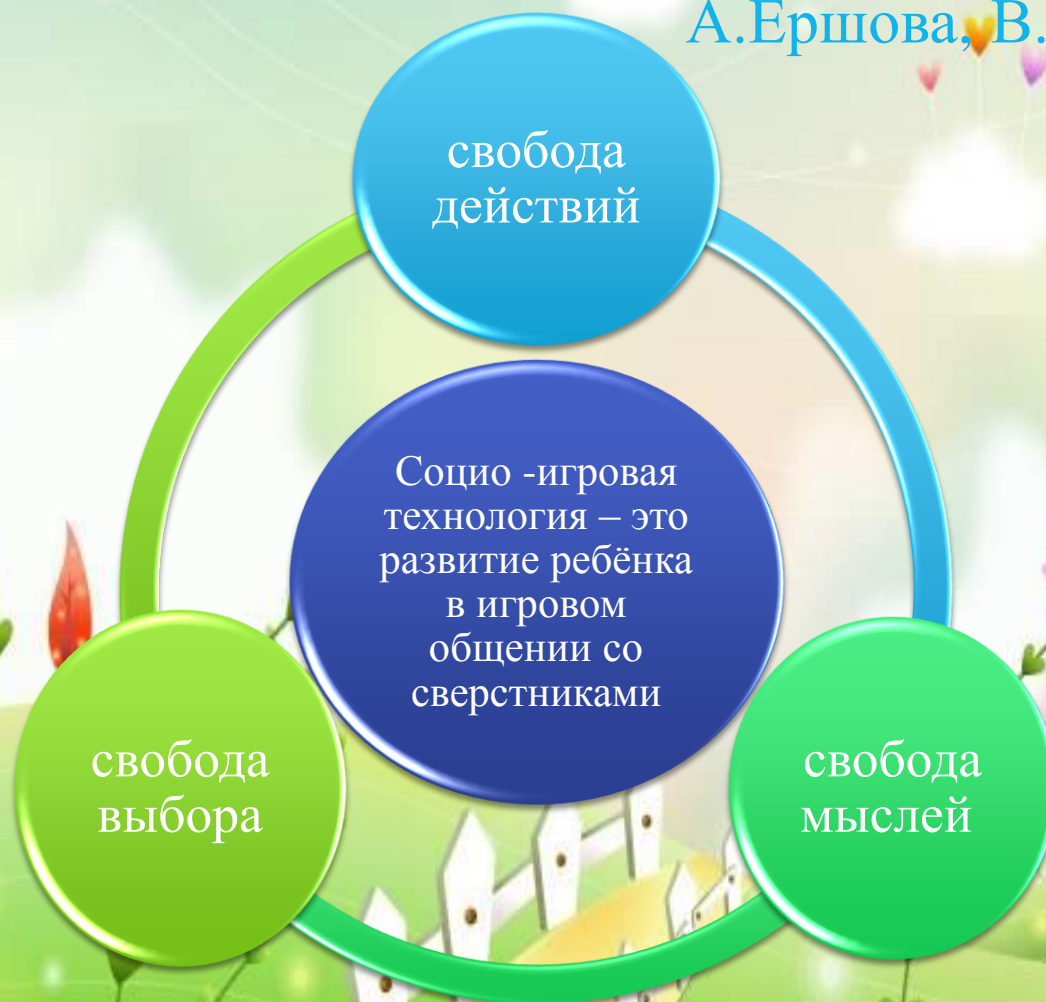 А.Ершова, В.
свобода
действий
Социо -игровая
технология – это
развитие ребёнка
в игровом
общении со
сверстниками
свобода
выбора
свобода
мыслей